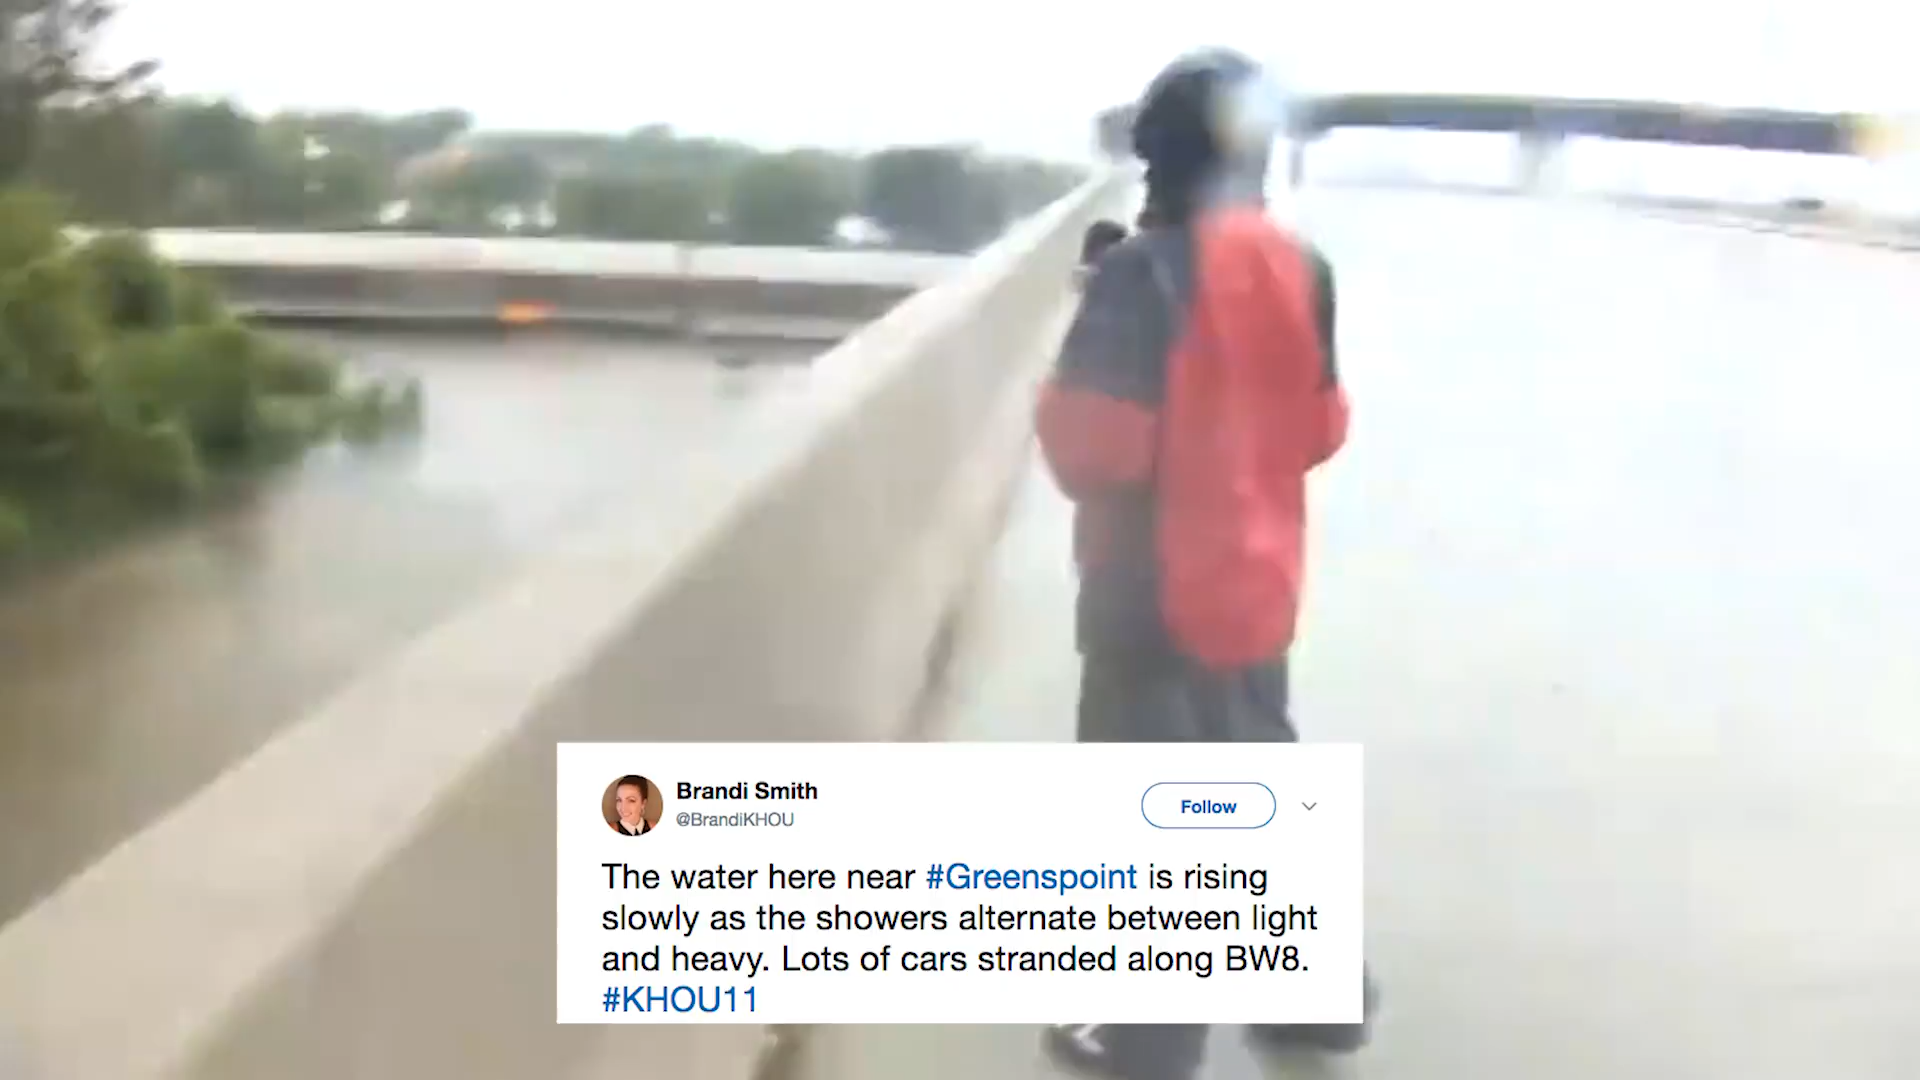 Brandi Smith
@BrandiKHOU
Follow
The water here near #Greenspoint is rising
slowly as the showers alternate between light
and heavy. Lots of cars stranded along BW8.
#KHOU11